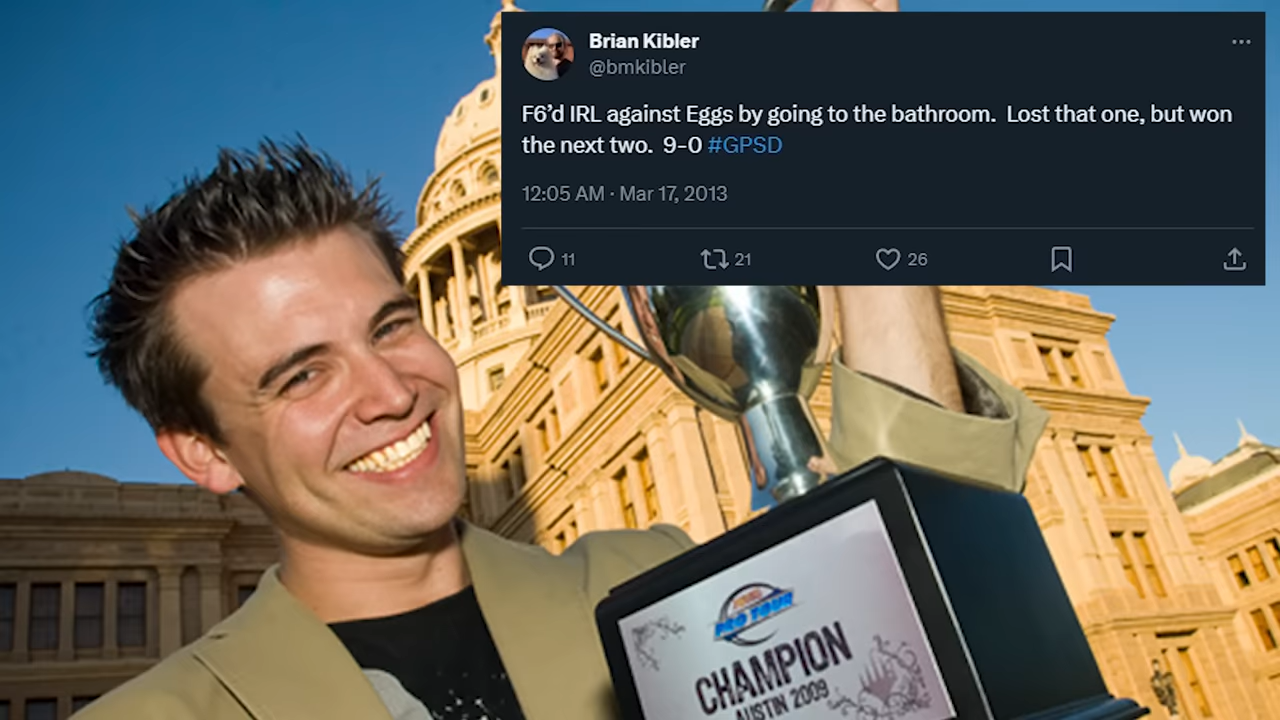 Brian Kibler
@bmkibler
F6’d IRL against Eggs by going to the bathroom. Lost that one, but won
the next two. 9-0 #GPSD
12:05 AM · Mar 17, 2013
11 21 26
PRO TOUR
CHAMPION
AUSTIN 2009